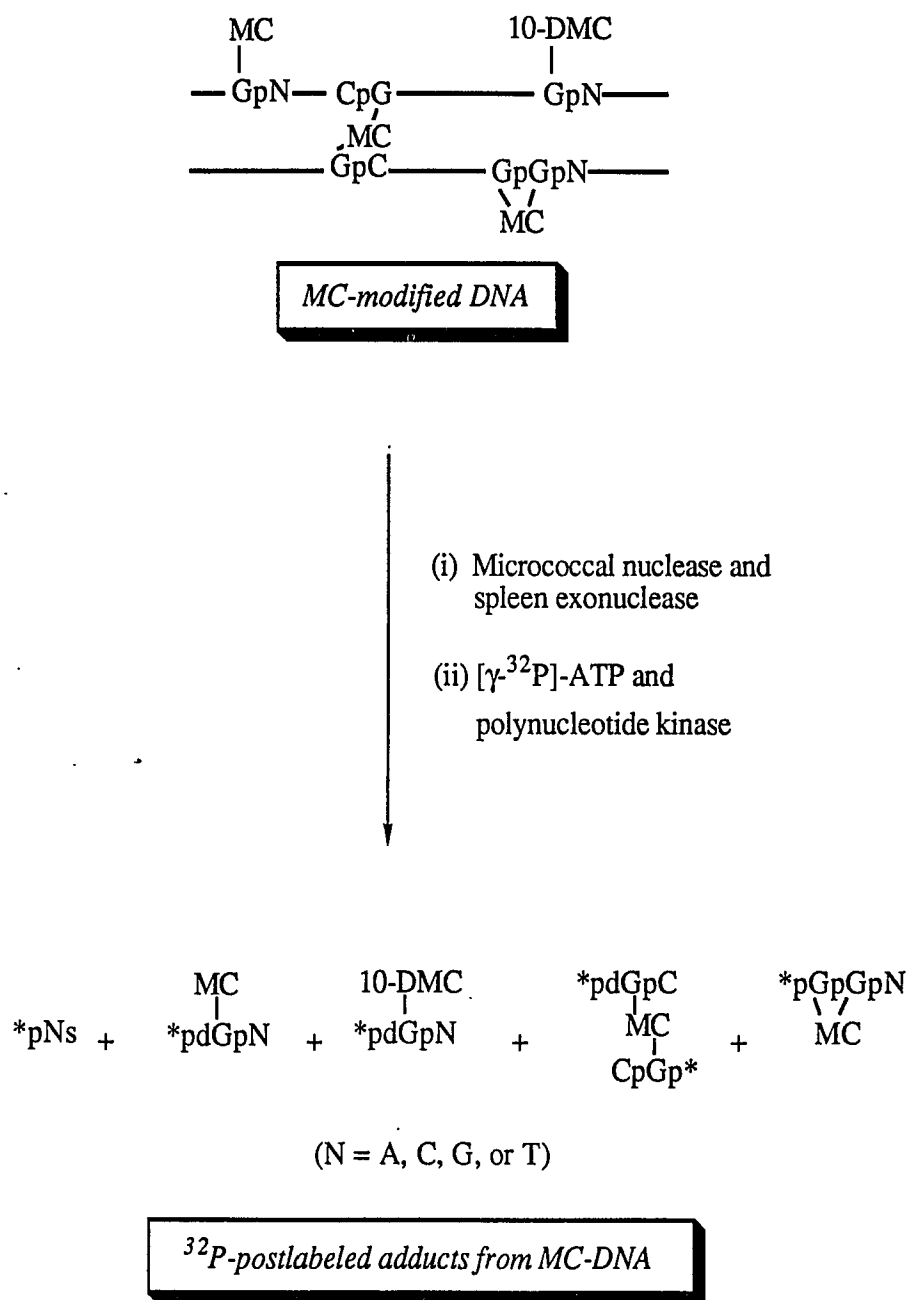 MC 10-DMC
GpN CpG GpN
MC
GpC GpGpN
MC
MC-modified DNA
(i) Micrococcal nuclease and
spleen exonuclease
(ii) [γ-³²P]-ATP and
polynucleotide kinase
MC 10-DMC *pdGpC *pGpGpN
*pNs + *pdGpN + *pdGpN + MC + MC
CpGp*
(N = A, C, G, or T)
³²P-postlabeled adducts from MC-DNA